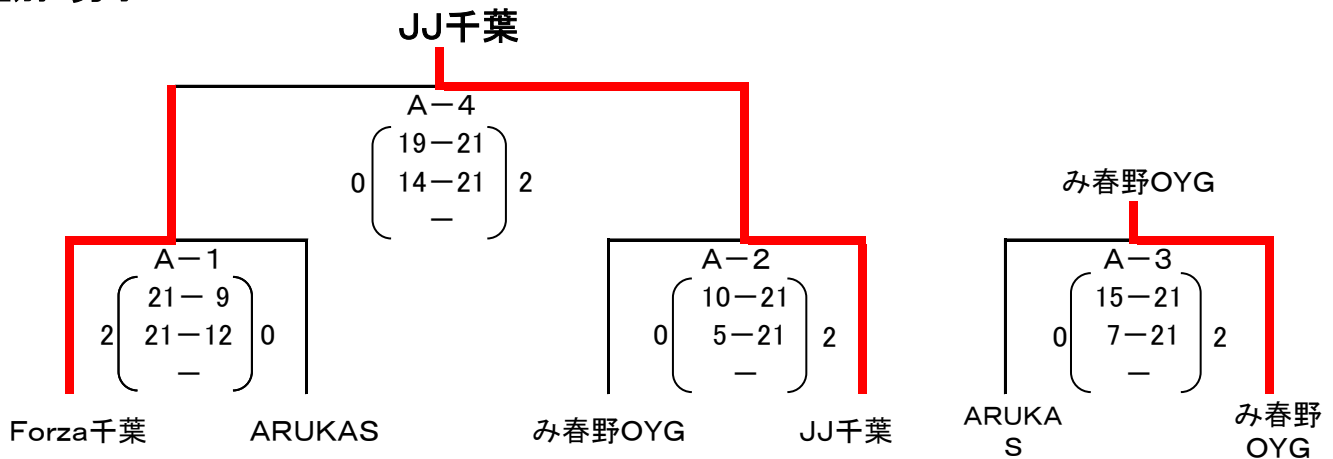 JJ千葉
A－4
19－21
0 14－21 2
－
み春野OYG
A－1
21－ 9
2 21－12 0
－
A－2
10－21
0 5－21 2
－
A－3
15－21
0 7－21 2
－
Forza千葉 ARUKAS み春野OYG JJ千葉
ARUKA
S
み春野
OYG